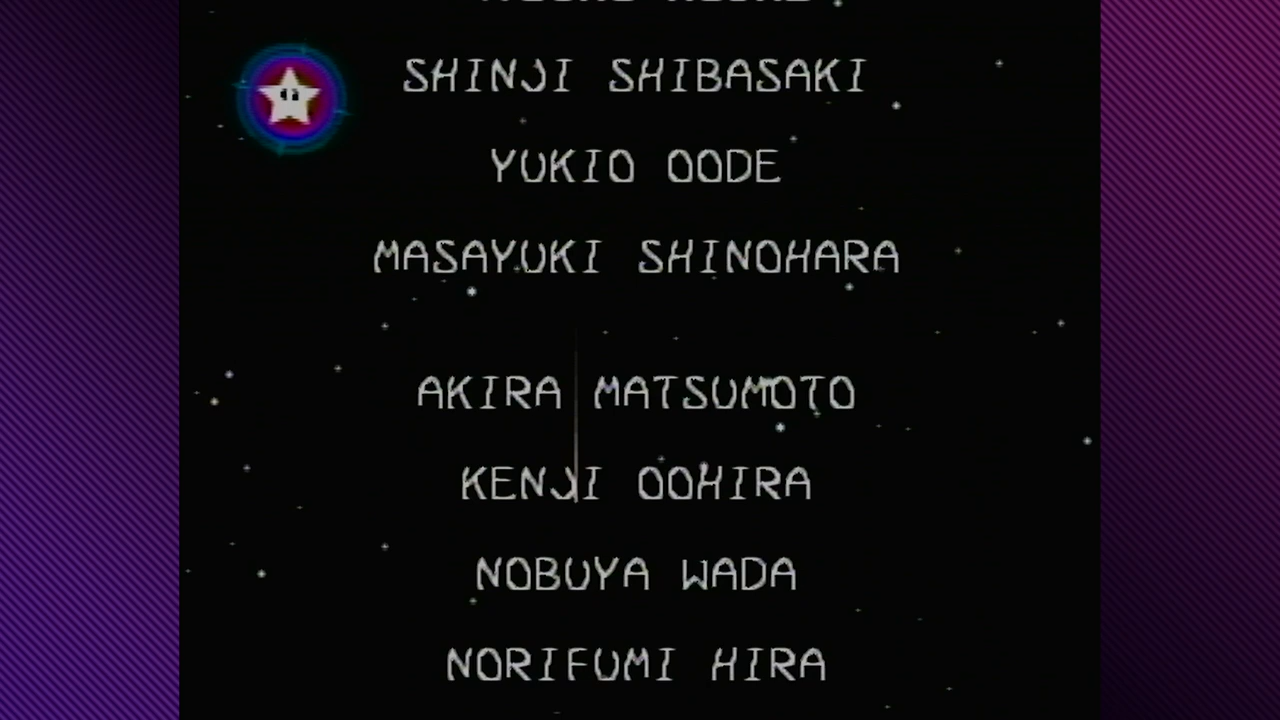 SHINJI SHIBASAKI
YUKIO OODE
MASAYUKI SHINOHARA
AKIRA MATSUMOTO
KENJI OOHIRA
NOBUYA WADA
NORIFUMI HIRA